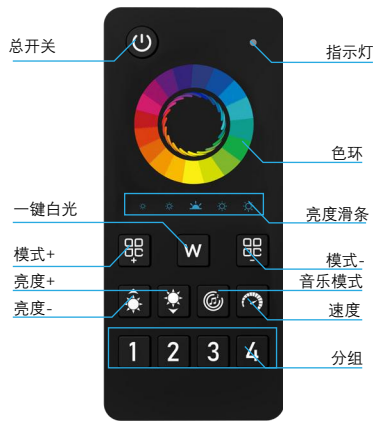 总开关
指示灯
色环
一键白光
亮度滑条
W
模式+
模式-
亮度+
音乐模式
亮度-
速度
1 2 3 4
分组